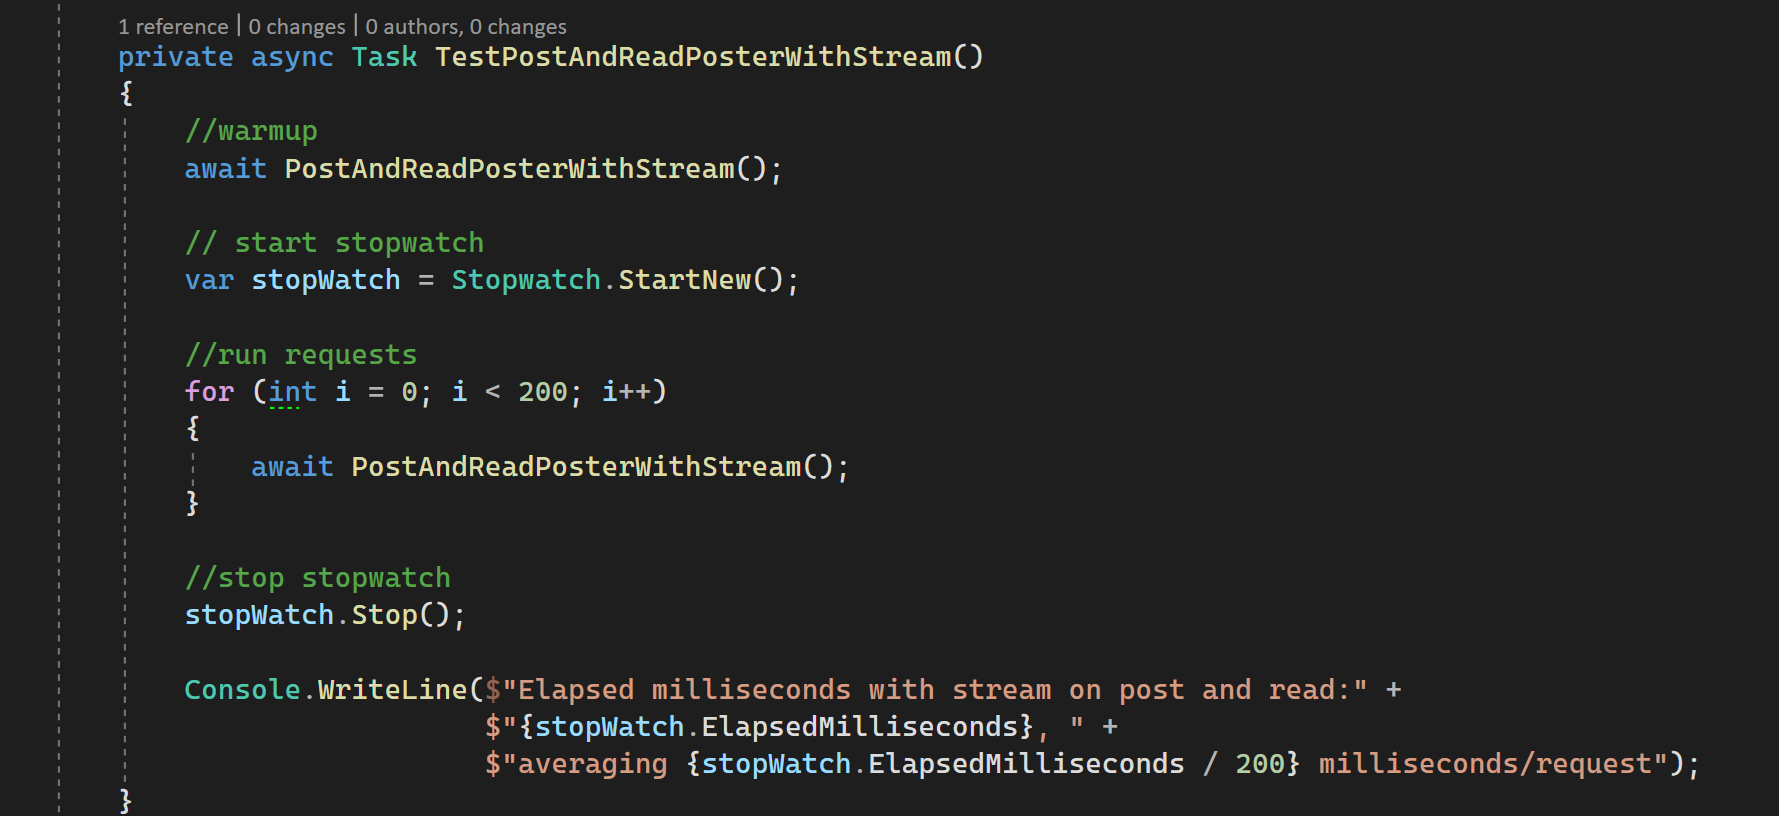 1 reference | 0 changes | 0 authors, 0 changes
private async Task TestPostAndReadPosterWithStream()
{
    //warmup
    await PostAndReadPosterWithStream();

    // start stopwatch
    var stopWatch = Stopwatch.StartNew();

    //run requests
    for (int i = 0; i < 200; i++)
    {
        await PostAndReadPosterWithStream();
    }

    //stop stopwatch
    stopWatch.Stop();

    Console.WriteLine($"Elapsed milliseconds with stream on post and read:" +
                      $"{stopWatch.ElapsedMilliseconds}, " +
                      $"averaging {stopWatch.ElapsedMilliseconds / 200} milliseconds/request");
}